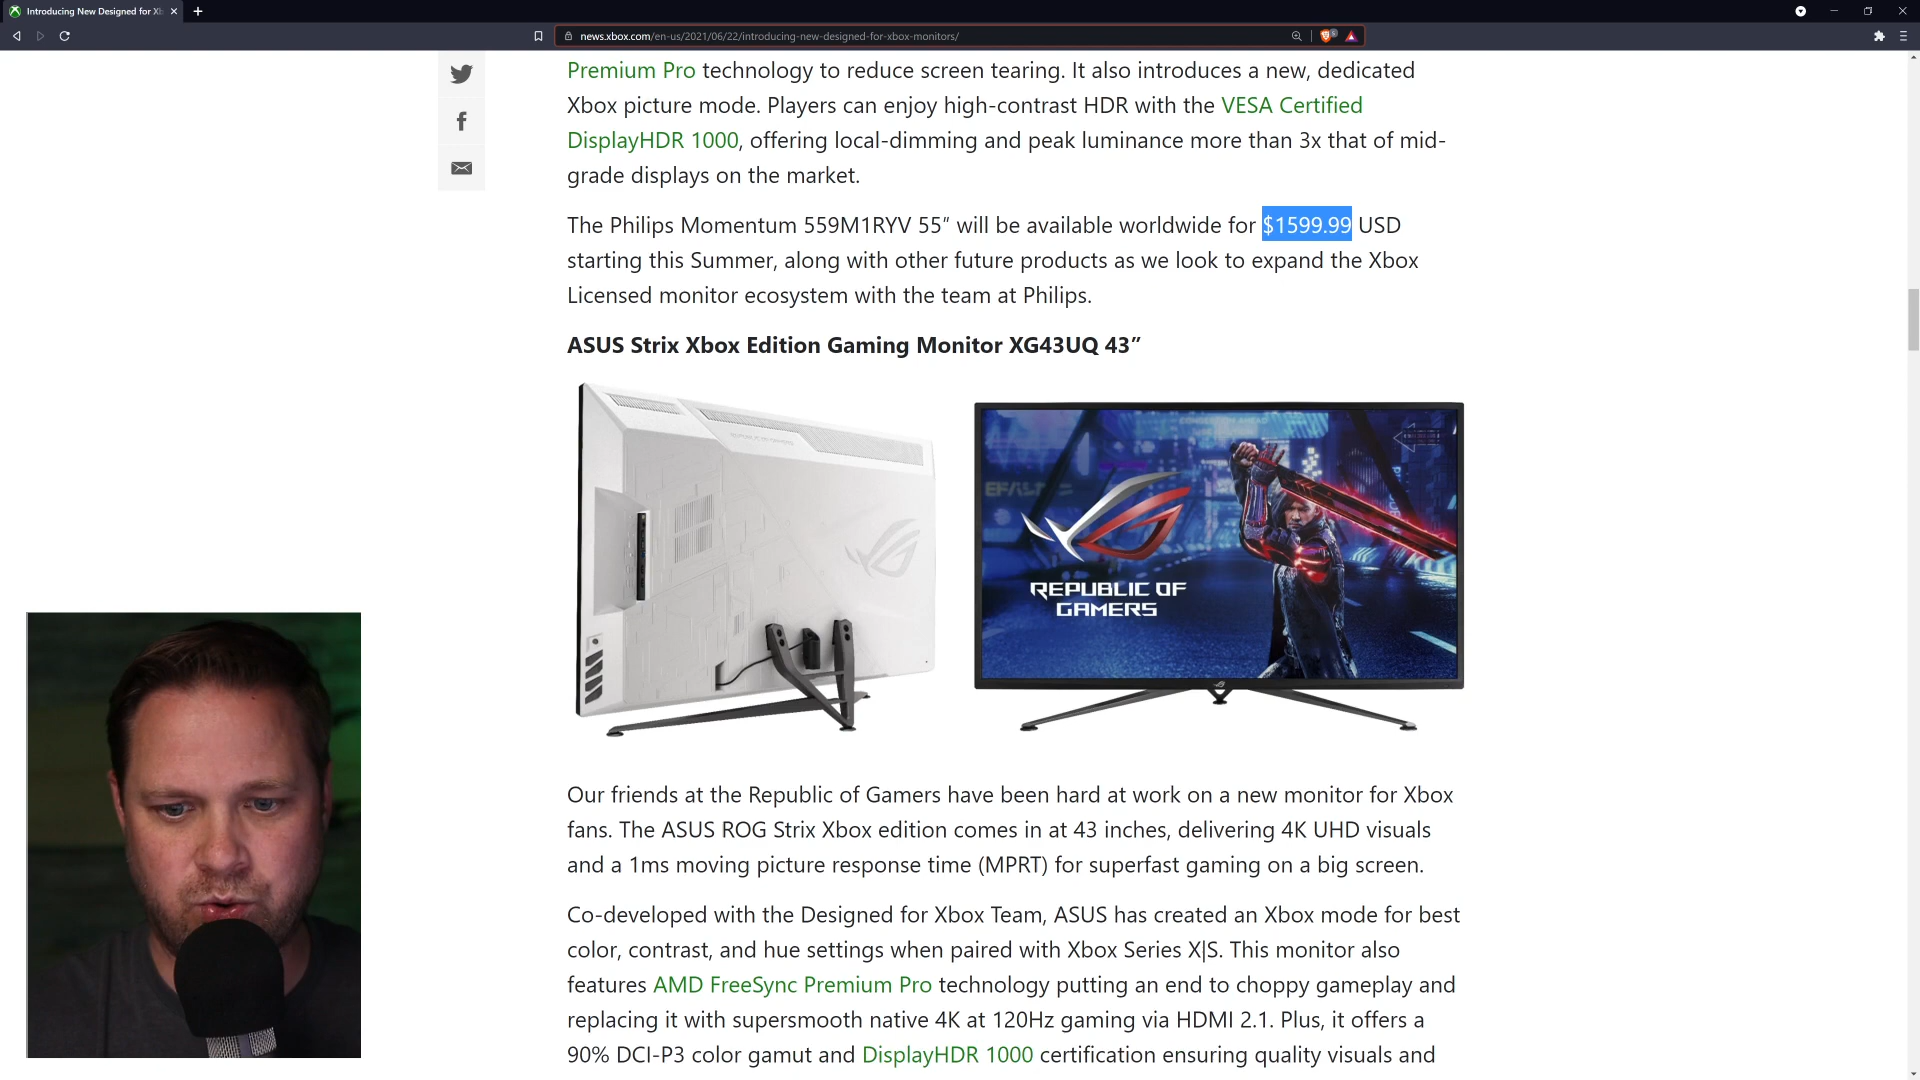 Introducing New Designed for Xb
news.xbox.com/en-us/2021/06/22/introducing-new-designed-for-xbox-monitors/
Premium Pro technology to reduce screen tearing. It also introduces a new, dedicated
Xbox picture mode. Players can enjoy high-contrast HDR with the VESA Certified
DisplayHDR 1000, offering local-dimming and peak luminance more than 3x that of mid-
grade displays on the market.
The Philips Momentum 559M1RYV 55” will be available worldwide for $1599.99 USD
starting this Summer, along with other future products as we look to expand the Xbox
Licensed monitor ecosystem with the team at Philips.
ASUS Strix Xbox Edition Gaming Monitor XG43UQ 43”
REPUBLIC OF GAMERS
REPUBLIC OF
GAMERS
Our friends at the Republic of Gamers have been hard at work on a new monitor for Xbox
fans. The ASUS ROG Strix Xbox edition comes in at 43 inches, delivering 4K UHD visuals
and a 1ms moving picture response time (MPRT) for superfast gaming on a big screen.
Co-developed with the Designed for Xbox Team, ASUS has created an Xbox mode for best
color, contrast, and hue settings when paired with Xbox Series X|S. This monitor also
features AMD FreeSync Premium Pro technology putting an end to choppy gameplay and
replacing it with supersmooth native 4K at 120Hz gaming via HDMI 2.1. Plus, it offers a
90% DCI-P3 color gamut and DisplayHDR 1000 certification ensuring quality visuals and